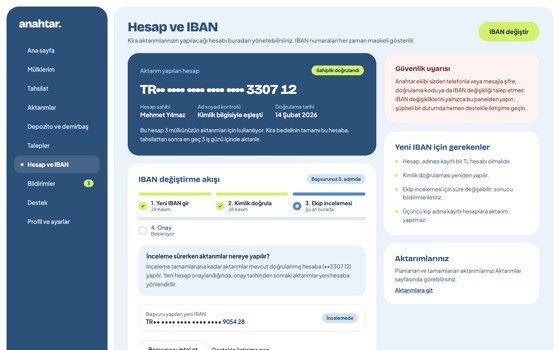 anahtar.
Ana sayfa
Mülklerim
Tahsilat
Aktarımlar
Depozito ve demirbaş
Talepler
Hesap ve IBAN
Bildirimler 3
Destek
Profil ve ayarlar
Hesap ve IBAN
Kira aktarımlarınızın yapılacağı hesabı buradan yönetebilirsiniz. IBAN numaraları her zaman maskeli gösterilir.
IBAN değiştir
Aktarım yapılan hesap
Sahiplik doğrulandı
TR•• •••• •••• •••• •••• 3307 12
Hesap sahibi
Mehmet Yılmaz
Ad soyad kontrolü
Kimlik bilgisiyle eşleşti
Doğrulama tarihi
14 Şubat 2026
Bu hesap 3 mülkünüzün aktarımları için kullanılıyor. Kira bedelinin tamamı bu hesaba,
tahsilattan sonra en geç 3 iş günü içinde aktarılır.
IBAN değiştirme akışı
Başvurunuz 3. adımda
1. Yeni IBAN gir
28 Kasım
2. Kimlik doğrula
28 Kasım
3. Ekip incelemesi
Şu an burada
4. Onay
Bekleniyor
İnceleme sürerken aktarımlar nereye yapılır?
İnceleme tamamlanana kadar aktarımlar mevcut doğrulanmış hesaba (••3307 12)
yapılır. Yeni hesap onaylandığında, onay tarihinden sonraki aktarımlar yeni hesaba
yönlendirilir.
Başvuru yapılan yeni IBAN
TR•• •••• •••• •••• •••• 9054 28
İncelemede
Güvenlik uyarısı
Anahtar ekibi sizden telefonla veya mesajla şifre,
doğrulama kodu ya da IBAN değişikliği talep etmez.
IBAN değişikliklerini yalnızca bu panelden yapın;
şüpheli bir durumda hemen destekle iletişime geçin.
Yeni IBAN için gerekenler
Hesap, adınıza kayıtlı bir TL hesabı olmalıdır.
Kimlik doğrulaması yeniden yapılır.
Ekip incelemesi için süre değişebilir; sonucu
bildirimle iletiriz.
Üçüncü kişi adına kayıtlı hesaplara aktarım
yapılmaz.
Aktarımlarınız
Planlanan ve tamamlanan aktarımlarınızı Aktarımlar
sayfasında görebilirsiniz.
Aktarımlara git